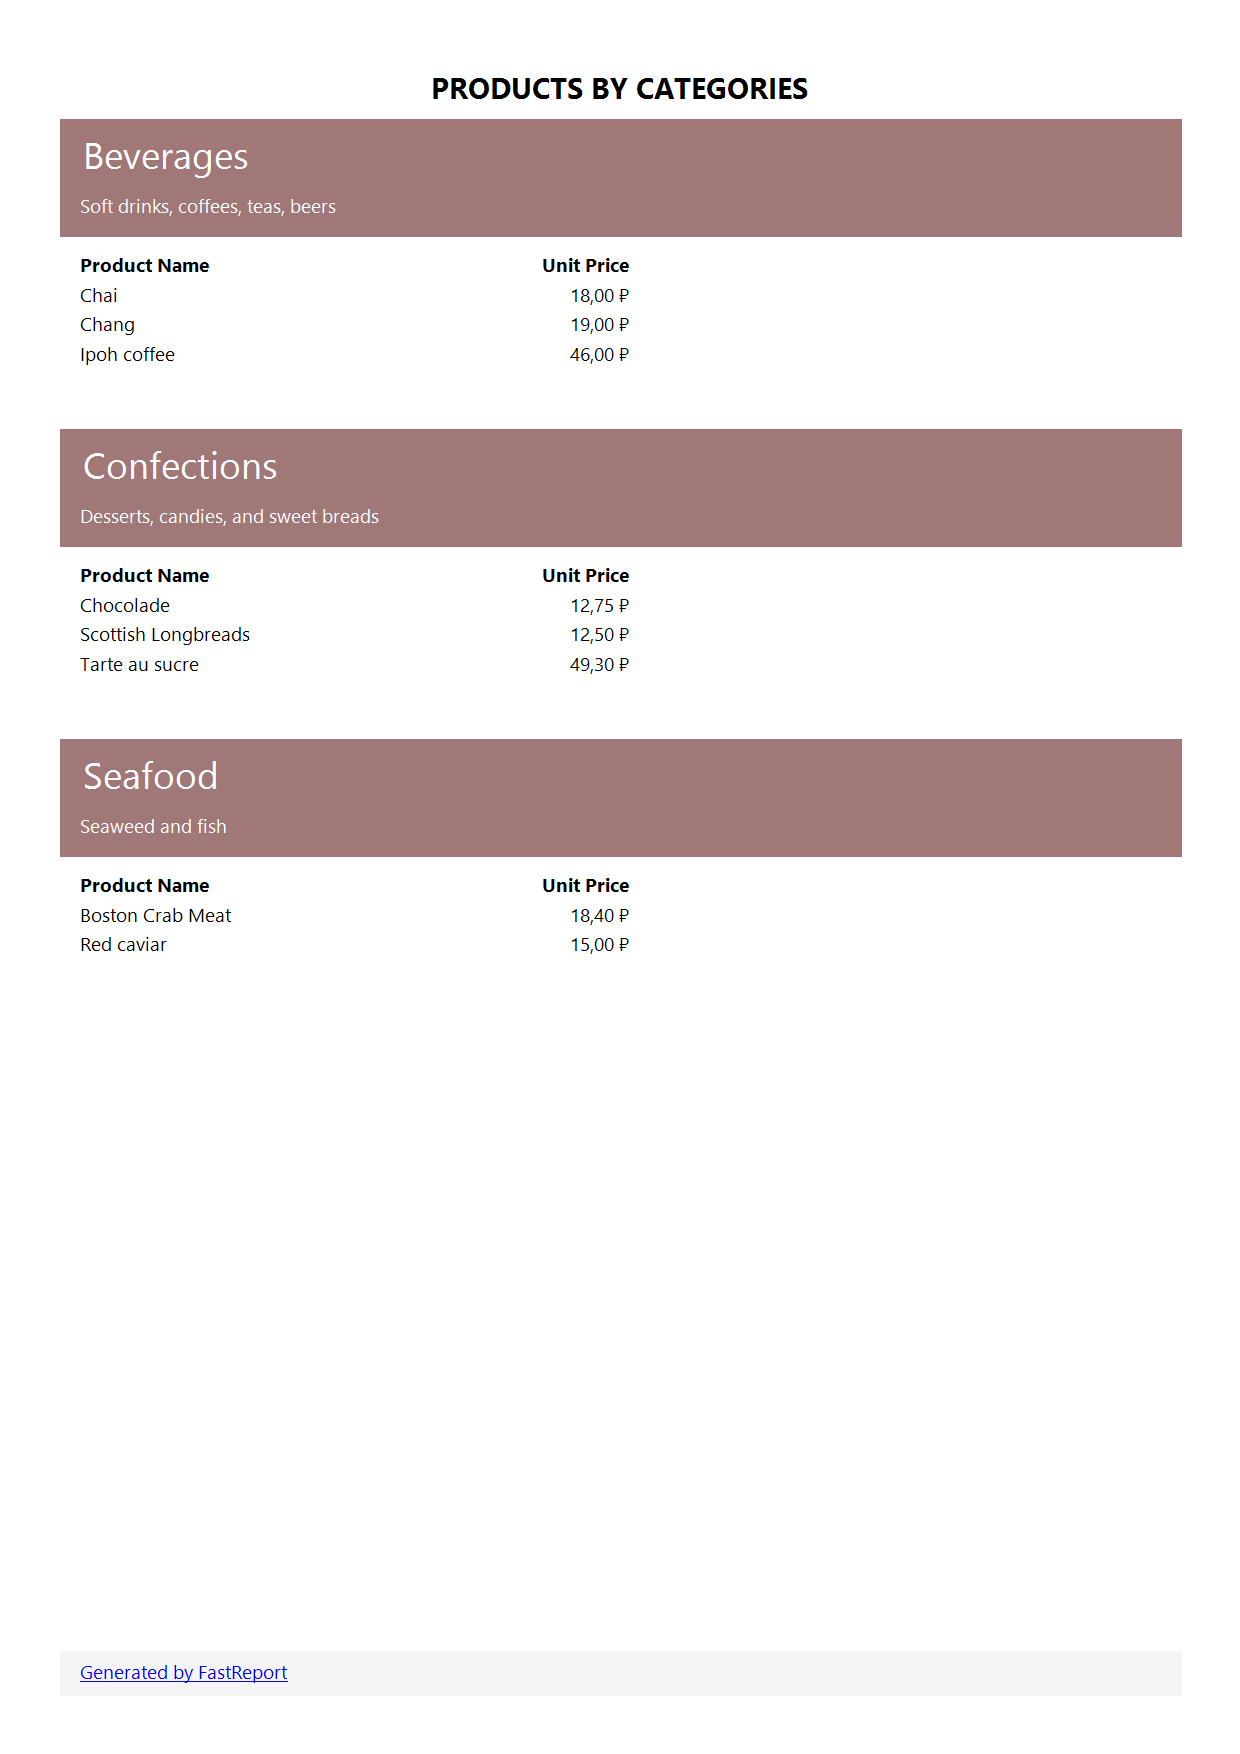 PRODUCTS BY CATEGORIES
Beverages
Soft drinks, coffees, teas, beers
Product Name Unit Price
Chai 18,00 ₽
Chang 19,00 ₽
Ipoh coffee 46,00 ₽
Confections
Desserts, candies, and sweet breads
Product Name Unit Price
Chocolade 12,75 ₽
Scottish Longbreads 12,50 ₽
Tarte au sucre 49,30 ₽
Seafood
Seaweed and fish
Product Name Unit Price
Boston Crab Meat 18,40 ₽
Red caviar 15,00 ₽
Generated by FastReport